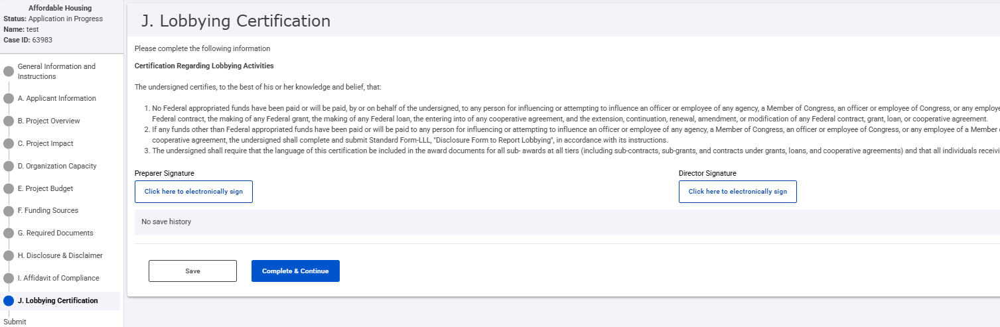 Affordable Housing
Status: Application in Progress
Name: test
Case ID: 63983
General Information and
Instructions
A. Applicant Information
B. Project Overview
C. Project Impact
D. Organization Capacity
E. Project Budget
F. Funding Sources
G. Required Documents
H. Disclosure & Disclaimer
I. Affidavit of Compliance
J. Lobbying Certification
Submit
J. Lobbying Certification
Please complete the following information
Certification Regarding Lobbying Activities
The undersigned certifies, to the best of his or her knowledge and belief, that:
1. No Federal appropriated funds have been paid or will be paid, by or on behalf of the undersigned, to any person for influencing or attempting to influence an officer or employee of any agency, a Member of Congress, an officer or employee of Congress, or any
Federal contract, the making of any Federal grant, the making of any Federal loan, the entering into of any cooperative agreement, and the extension, continuation, renewal, amendment, or modification of any Federal contract, grant, loan, or cooperative agreement.
2. If any funds other than Federal appropriated funds have been paid or will be paid to any person for influencing or attempting to influence an officer or employee of any agency, a Member of Congress, an officer or employee of Congress, or any employee of a Member
cooperative agreement, the undersigned shall complete and submit Standard Form-LLL, "Disclosure Form to Report Lobbying", in accordance with its instructions.
3. The undersigned shall require that the language of this certification be included in the award documents for all sub- awards at all tiers (including sub-contracts, sub-grants, and contracts under grants, loans, and cooperative agreements) and that all individuals
Preparer Signature
Director Signature
Click here to electronically sign
Click here to electronically sign
No save history
Save
Complete & Continue